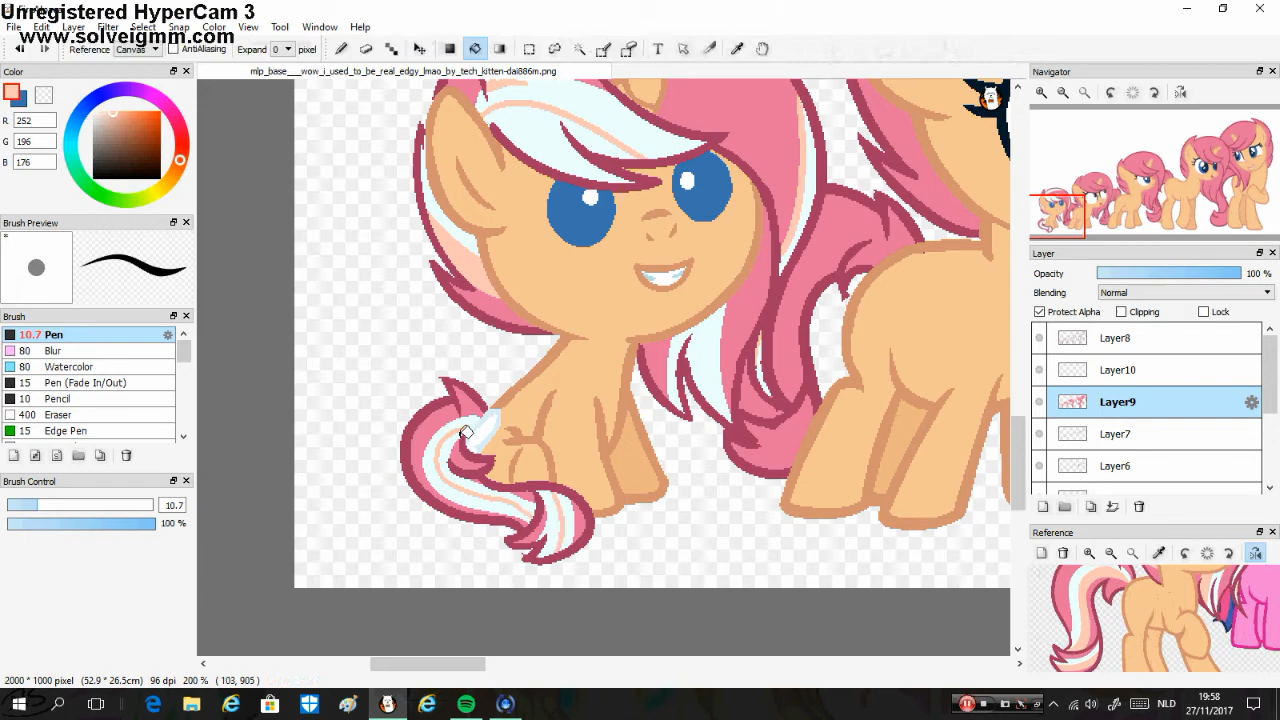 Unregistered HyperCam 3
www.solveigmm.com
File Edit Layer Filter Select Snap Color View Tool Window Help
Reference Canvas AntiAliasing Expand 0 pixel
mlp_base___wow_i_used_to_be_real_edgy_lmao_by_tech_kitten-dai886m.png
Color
R 252
G 196
B 176
Brush Preview
*
Brush
10.7 Pen
80 Blur
80 Watercolor
15 Pen (Fade In/Out)
10 Pencil
400 Eraser
15 Edge Pen
Brush Control
10.7
100 %
Navigator
Layer
Opacity 100 %
Blending Normal
Protect Alpha Clipping Lock
Layer8
Layer10
Layer9
Layer7
Layer6
Reference
2000 * 1000 pixel (52.9 * 26.5cm) 96 dpi 200 % ( 103, 905 )
NLD
19:58
27/11/2017